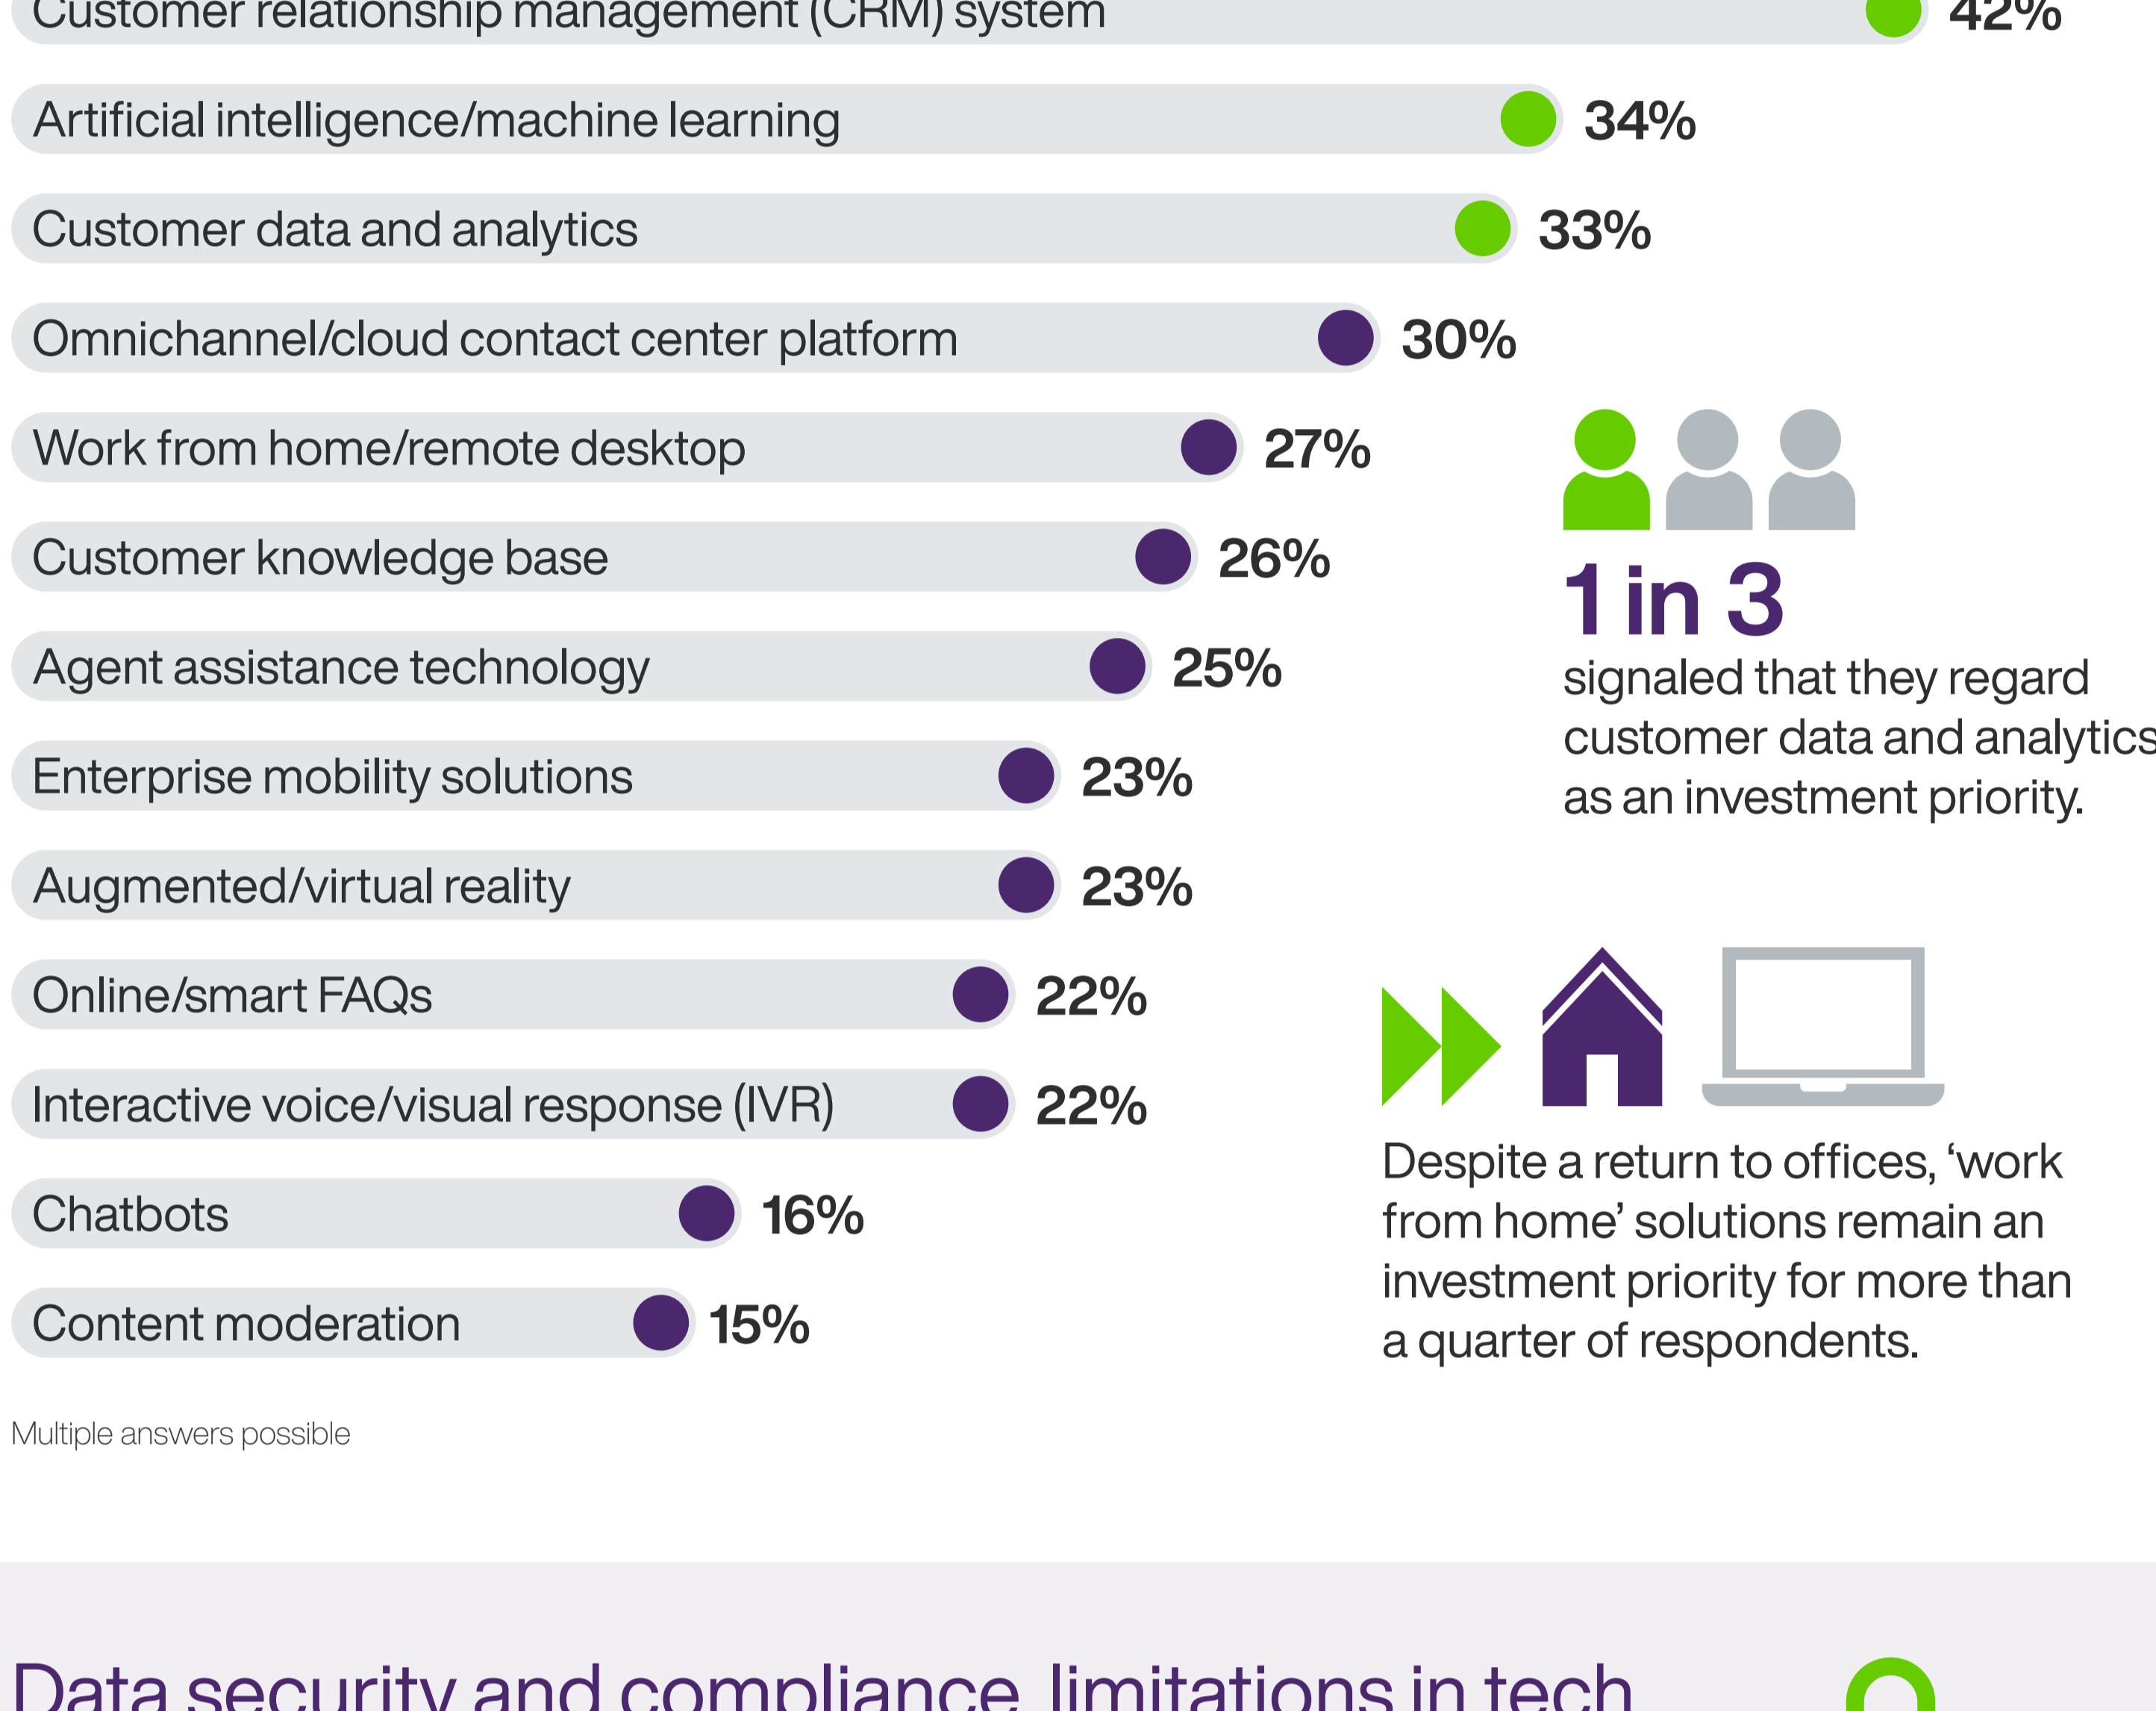 Customer relationship management (CRM) system 42%
Artificial intelligence/machine learning 34%
Customer data and analytics 33%
Omnichannel/cloud contact center platform 30%
Work from home/remote desktop 27%
Customer knowledge base 26%
Agent assistance technology 25%
Enterprise mobility solutions 23%
Augmented/virtual reality 23%
Online/smart FAQs 22%
Interactive voice/visual response (IVR) 22%
Chatbots 16%
Content moderation 15%
Multiple answers possible
1 in 3
signaled that they regard
customer data and analytics
as an investment priority.
Despite a return to offices, ‘work
from home’ solutions remain an
investment priority for more than
a quarter of respondents.
Data security and compliance, limitations in tech